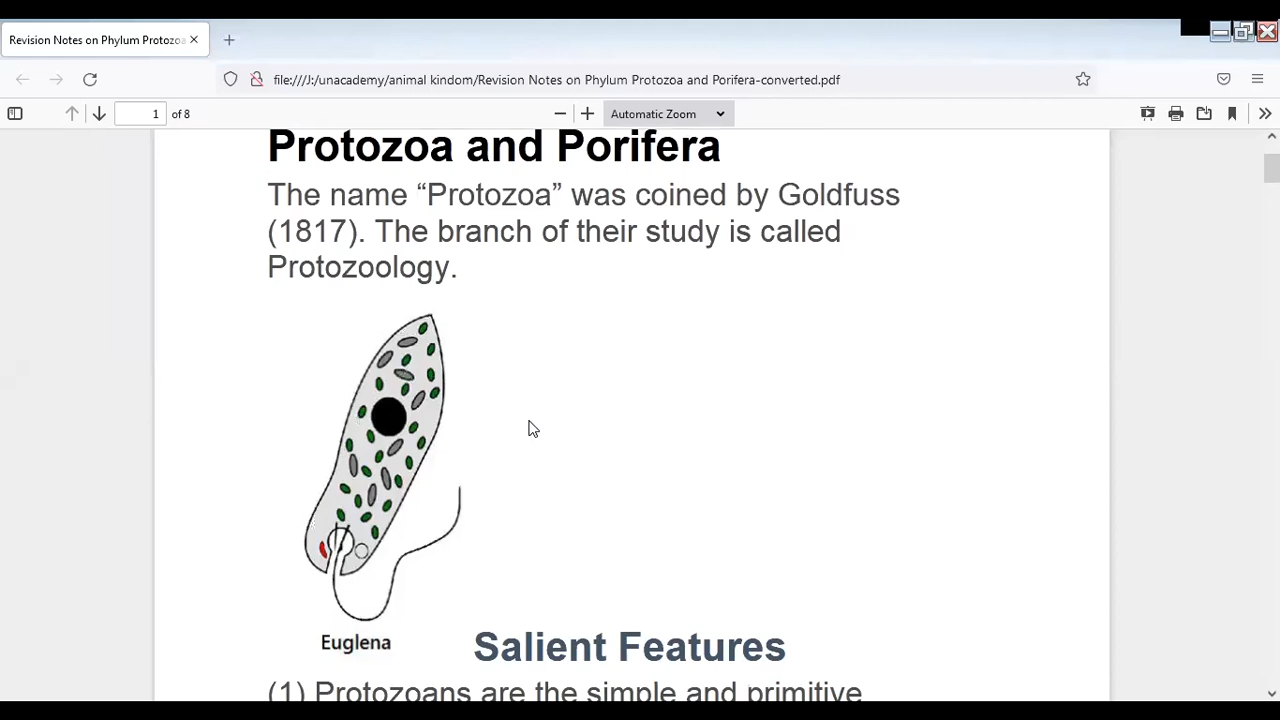 Revision Notes on Phylum Protozoa
file:///J:/unacademy/animal kindom/Revision Notes on Phylum Protozoa and Porifera-converted.pdf
1 of 8
Automatic Zoom
Protozoa and Porifera
The name “Protozoa” was coined by Goldfuss
(1817). The branch of their study is called
Protozoology.
Euglena
Salient Features
(1) Protozoans are the simple and primitive